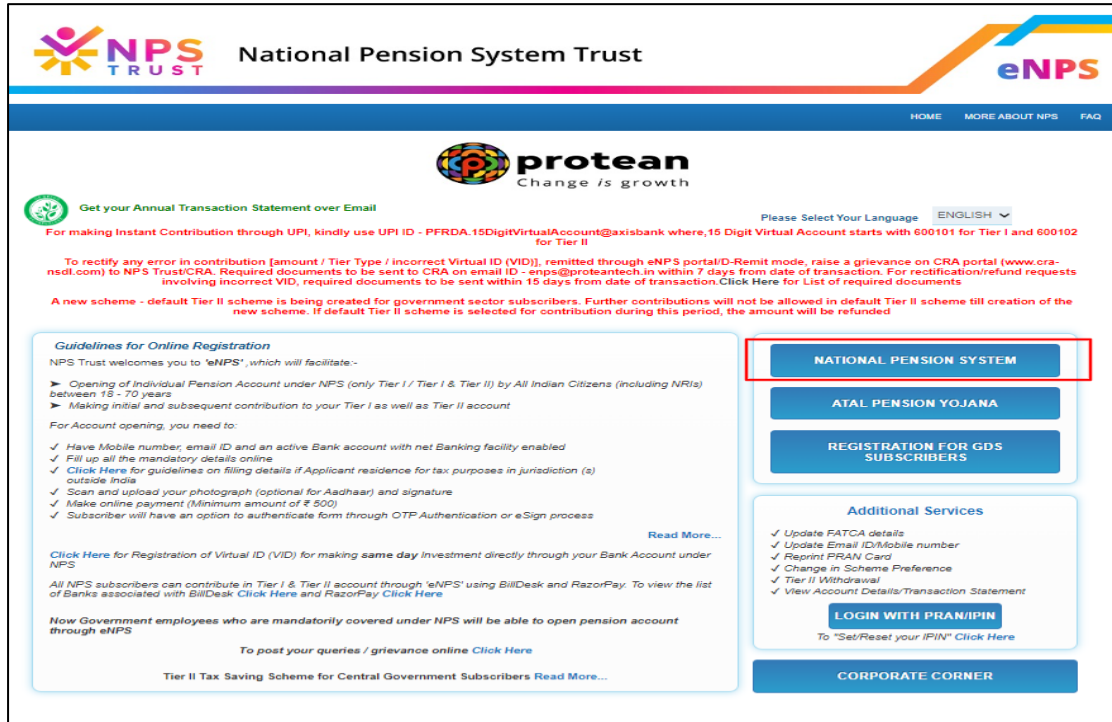 NPS
TRUST
National Pension System Trust
eNPS
HOME MORE ABOUT NPS FAQ
protean
Change is growth
Get your Annual Transaction Statement over Email
Please Select Your Language ENGLISH
For making Instant Contribution through UPI, kindly use UPI ID - PFRDA.15DigitVirtualAccount@axisbank where,15 Digit Virtual Account starts with 600101 for Tier I and 600102
for Tier II
To rectify any error in contribution [amount / Tier Type / incorrect Virtual ID (VID)], remitted through eNPS portal/D-Remit mode, raise a grievance on CRA portal (www.cra-
nsdl.com) to NPS Trust/CRA. Required documents to be sent to CRA on email ID - enps@proteantech.in within 7 days from date of transaction. For rectification/refund requests
involving incorrect VID, required documents to be sent within 15 days from date of transaction.Click Here for List of required documents
A new scheme - default Tier II scheme is being created for government sector subscribers. Further contributions will not be allowed in default Tier II scheme till creation of the
new scheme. If default Tier II scheme is selected for contribution during this period, the amount will be refunded
Guidelines for Online Registration
NPS Trust welcomes you to 'eNPS' ,which will facilitate:-
➤ Opening of Individual Pension Account under NPS (only Tier I / Tier I & Tier II) by All Indian Citizens (including NRIs)
between 18 - 70 years
➤ Making initial and subsequent contribution to your Tier I as well as Tier II account
For Account opening, you need to:
✓ Have Mobile number, email ID and an active Bank account with net Banking facility enabled
✓ Fill up all the mandatory details online
✓ Click Here for guidelines on filling details if Applicant residence for tax purposes in jurisdiction (s)
outside India
✓ Scan and upload your photograph (optional for Aadhaar) and signature
✓ Make online payment (Minimum amount of ₹ 500)
✓ Subscriber will have an option to authenticate form through OTP Authentication or eSign process
Read More...
Click Here for Registration of Virtual ID (VID) for making same day Investment directly through your Bank Account under
NPS
All NPS subscribers can contribute in Tier I & Tier II account through 'eNPS' using BillDesk and RazorPay. To view the list
of Banks associated with BillDesk Click Here and RazorPay Click Here
Now Government employees who are mandatorily covered under NPS will be able to open pension account
through eNPS
To post your queries / grievance online Click Here
Tier II Tax Saving Scheme for Central Government Subscribers Read More...
NATIONAL PENSION SYSTEM
ATAL PENSION YOJANA
REGISTRATION FOR GDS
SUBSCRIBERS
Additional Services
✓ Update FATCA details
✓ Update Email ID/Mobile number
✓ Reprint PRAN Card
✓ Change in Scheme Preference
✓ Tier II Withdrawal
✓ View Account Details/Transaction Statement
LOGIN WITH PRAN/IPIN
To "Set/Reset your IPIN" Click Here
CORPORATE CORNER